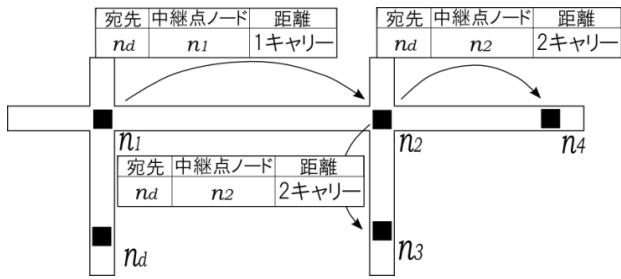 宛先 中継点ノード 距離
nd n1 1キャリー
宛先 中継点ノード 距離
nd n2 2キャリー
n1
n2
n4
宛先 中継点ノード 距離
nd n2 2キャリー
nd
n3